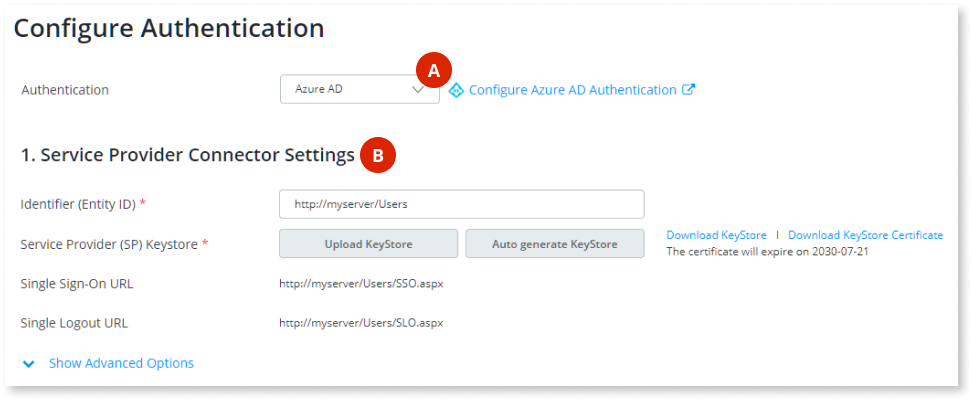 Configure Authentication
A
Authentication
Azure AD
Configure Azure AD Authentication
1. Service Provider Connector Settings
B
Identifier (Entity ID) *
http://myserver/Users
Service Provider (SP) Keystore *
Upload KeyStore
Auto generate KeyStore
Download KeyStore | Download KeyStore Certificate
The certificate will expire on 2030-07-21
Single Sign-On URL
http://myserver/Users/SSO.aspx
Single Logout URL
http://myserver/Users/SLO.aspx
Show Advanced Options